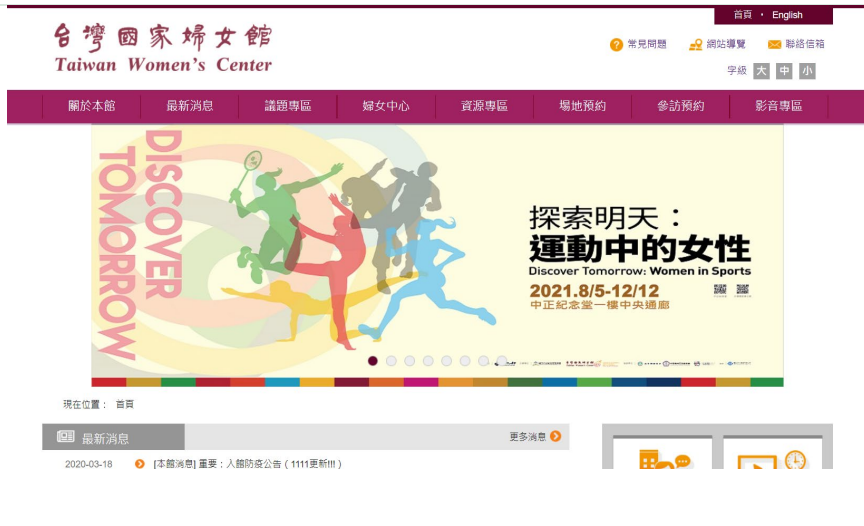 首頁 • English
台灣國家婦女館
Taiwan Women's Center
常見問題 網站導覽 聯絡信箱
字級 大 中 小
關於本館 最新消息 議題專區 婦女中心 資源專區 場地預約 參訪預約 影音專區
DISCOVER
TOMORROW
探索明天：
運動中的女性
Discover Tomorrow: Women in Sports
2021.8/5-12/12
中正紀念堂一樓中央通廊
現在位置： 首頁
最新消息 更多消息
2020-03-18 [本館消息] 重要：入館防疫公告 ( 1111更新!!! )